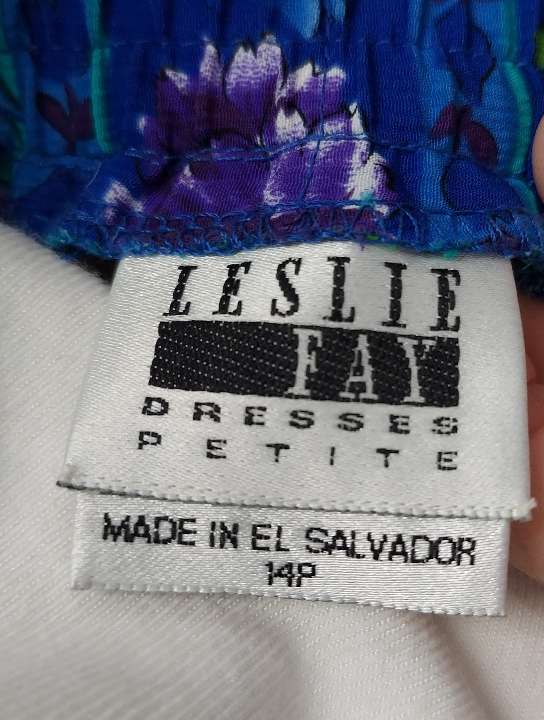 LESLIE
FAY
DRESSES
PETITE
MADE IN EL SALVADOR
14P